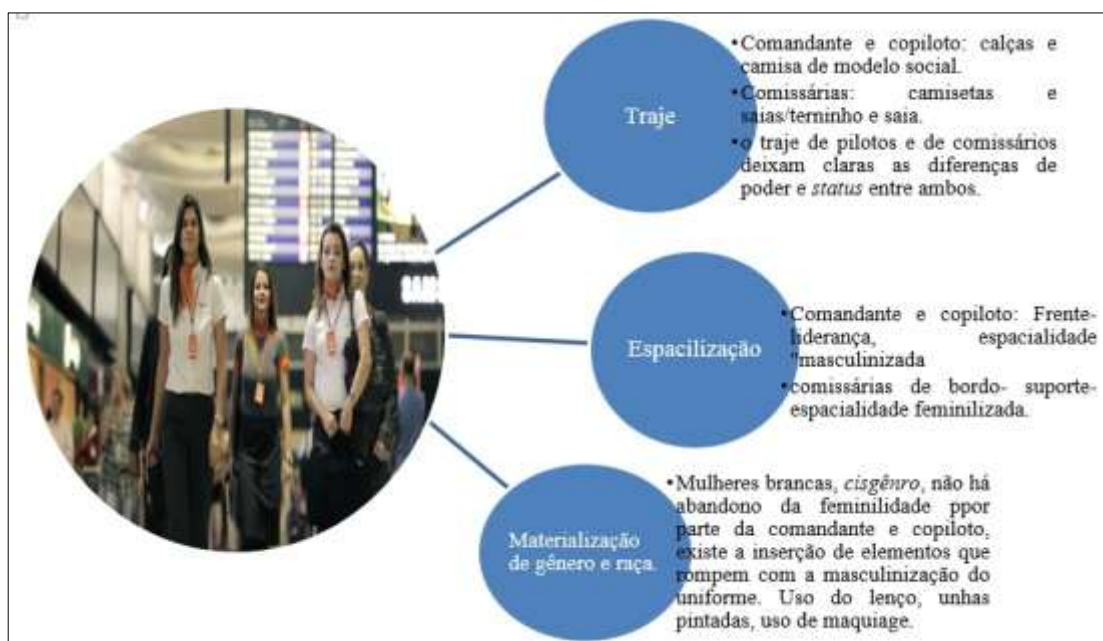 Traje
•Comandante e copiloto: calças e
camisa de modelo social.
•Comissárias: camisetas e
saias/terninho e saia.
•o traje de pilotos e de comissários
deixam claras as diferenças de
poder e status entre ambos.
Espacilização
•Comandante e copiloto: Frente-
liderança, espacialidade
"masculinizada
•comissárias de bordo- suporte-
espacialidade feminilizada.
Materialização
de gênero e raça.
•Mulheres brancas, cisgênro, não há
abandono da feminilidade ppor
parte da comandante e copiloto,
existe a inserção de elementos que
rompem com a masculinização do
uniforme. Uso do lenço, unhas
pintadas, uso de maquiage.